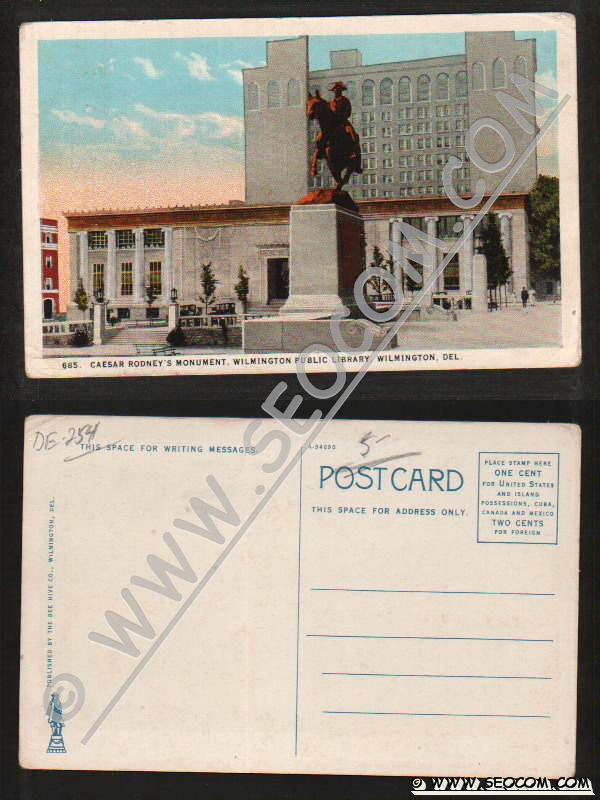 685. CAESAR RODNEY'S MONUMENT, WILMINGTON PUBLIC LIBRARY, WILMINGTON, DEL.
© WWW.SEOCOM.COM
DE-254
THIS SPACE FOR WRITING MESSAGES
A-94690
5-
POST CARD
THIS SPACE FOR ADDRESS ONLY.
PLACE STAMP HERE
ONE CENT
FOR UNITED STATES
AND ISLAND
POSSESSIONS, CUBA,
CANADA AND MEXICO
TWO CENTS
FOR FOREIGN
PUBLISHED BY THE BEE HIVE CO., WILMINGTON, DEL.
© WWW.SEOCOM.COM